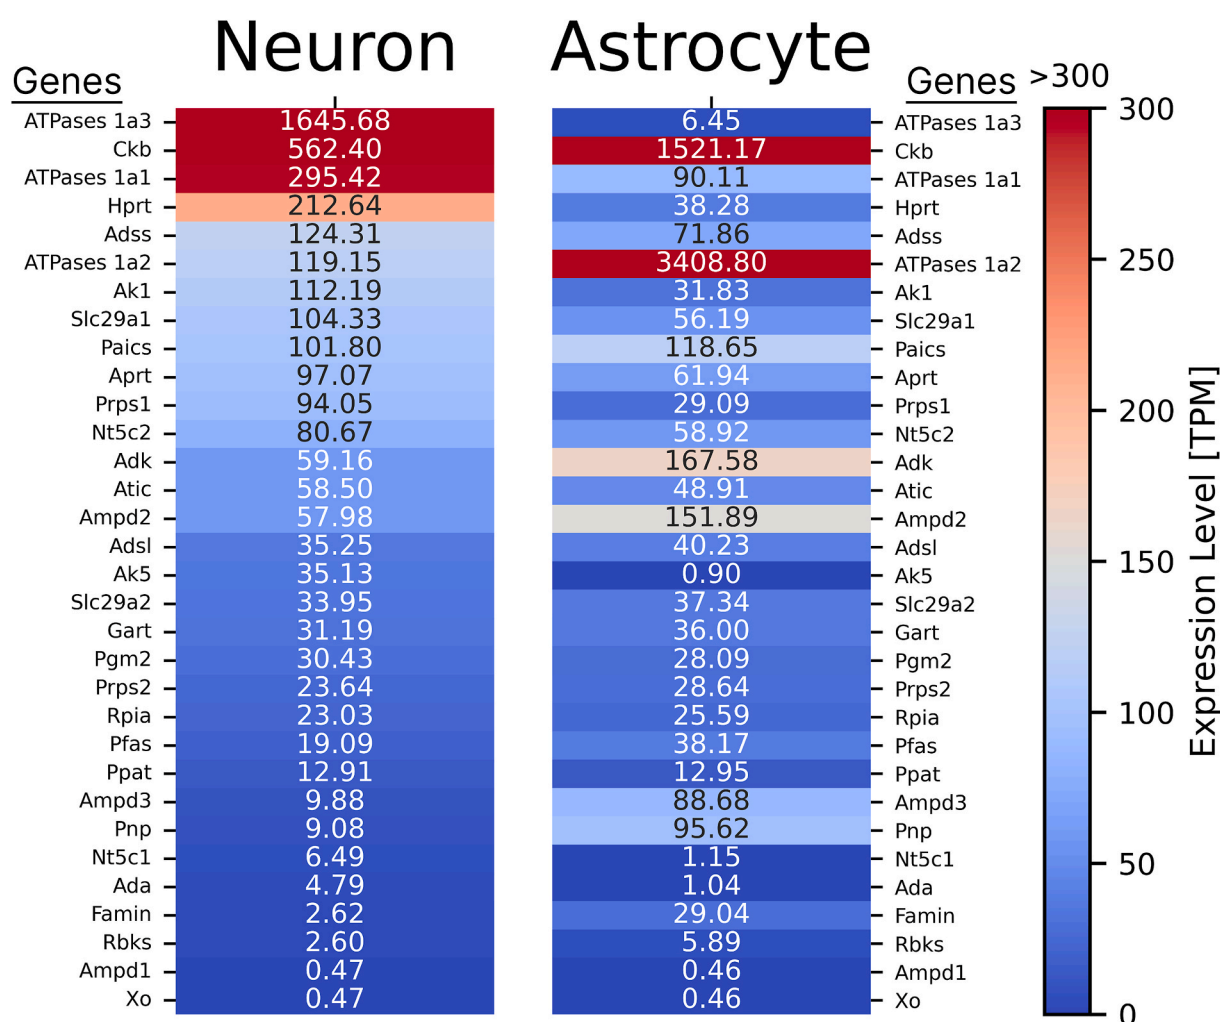 Neuron Astrocyte
Genes Genes >300
ATPases 1a3 1645.68 6.45 ATPases 1a3 300
Ckb 562.40 1521.17 Ckb
ATPases 1a1 295.42 90.11 ATPases 1a1
Hprt 212.64 38.28 Hprt
Adss 124.31 71.86 Adss
ATPases 1a2 119.15 3408.80 ATPases 1a2 250
Ak1 112.19 31.83 Ak1
Slc29a1 104.33 56.19 Slc29a1
Paics 101.80 118.65 Paics
Aprt 97.07 61.94 Aprt
Prps1 94.05 29.09 Prps1 200
Nt5c2 80.67 58.92 Nt5c2
Adk 59.16 167.58 Adk
Atic 58.50 48.91 Atic
Ampd2 57.98 151.89 Ampd2
Adsl 35.25 40.23 Adsl 150
Ak5 35.13 0.90 Ak5
Slc29a2 33.95 37.34 Slc29a2
Gart 31.19 36.00 Gart
Pgm2 30.43 28.09 Pgm2
Prps2 23.64 28.64 Prps2
Rpia 23.03 25.59 Rpia 100
Pfas 19.09 38.17 Pfas
Ppat 12.91 12.95 Ppat
Ampd3 9.88 88.68 Ampd3
Pnp 9.08 95.62 Pnp
Nt5c1 6.49 1.15 Nt5c1 50
Ada 4.79 1.04 Ada
Famin 2.62 29.04 Famin
Rbks 2.60 5.89 Rbks
Ampd1 0.47 0.46 Ampd1
Xo 0.47 0.46 Xo 0
Expression Level [TPM]